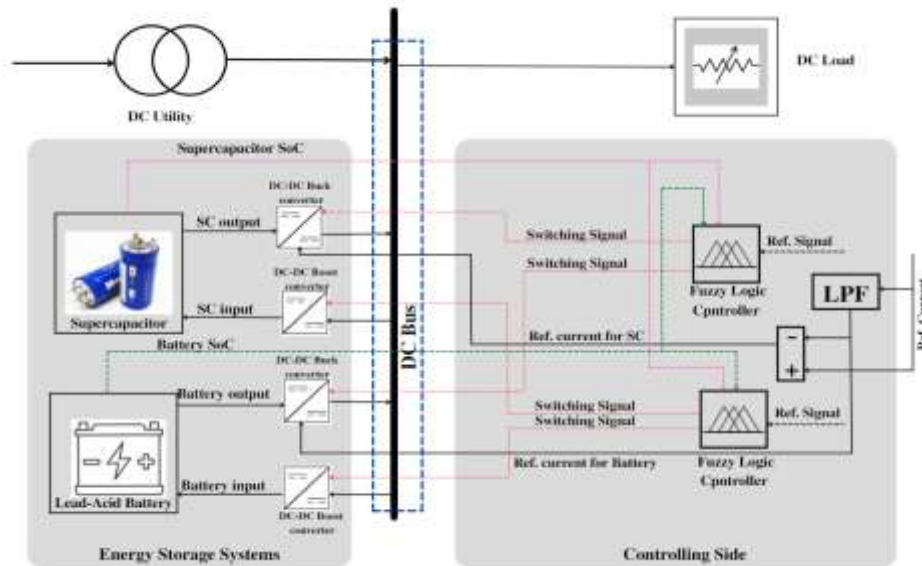 DC Load
DC Utility
Supercapacitor SoC
DC-DC Buck
converter
SC output
Switching Signal
Ref. Signal
Switching Signal
DC-DC Boost
converter
Fuzzy Logic
Cpntroller
LPF
SC input
Supercapacitor
DC Bus
Ref. current for SC
Ref. Current
Battery SoC
DC-DC Buck
converter
-
+
Battery output
Switching Signal
Switching Signal
Ref. Signal
Ref. current for Battery
Fuzzy Logic
Cpntroller
Battery input
Lead-Acid Battery
DC-DC Boost
converter
Energy Storage Systems
Controlling Side